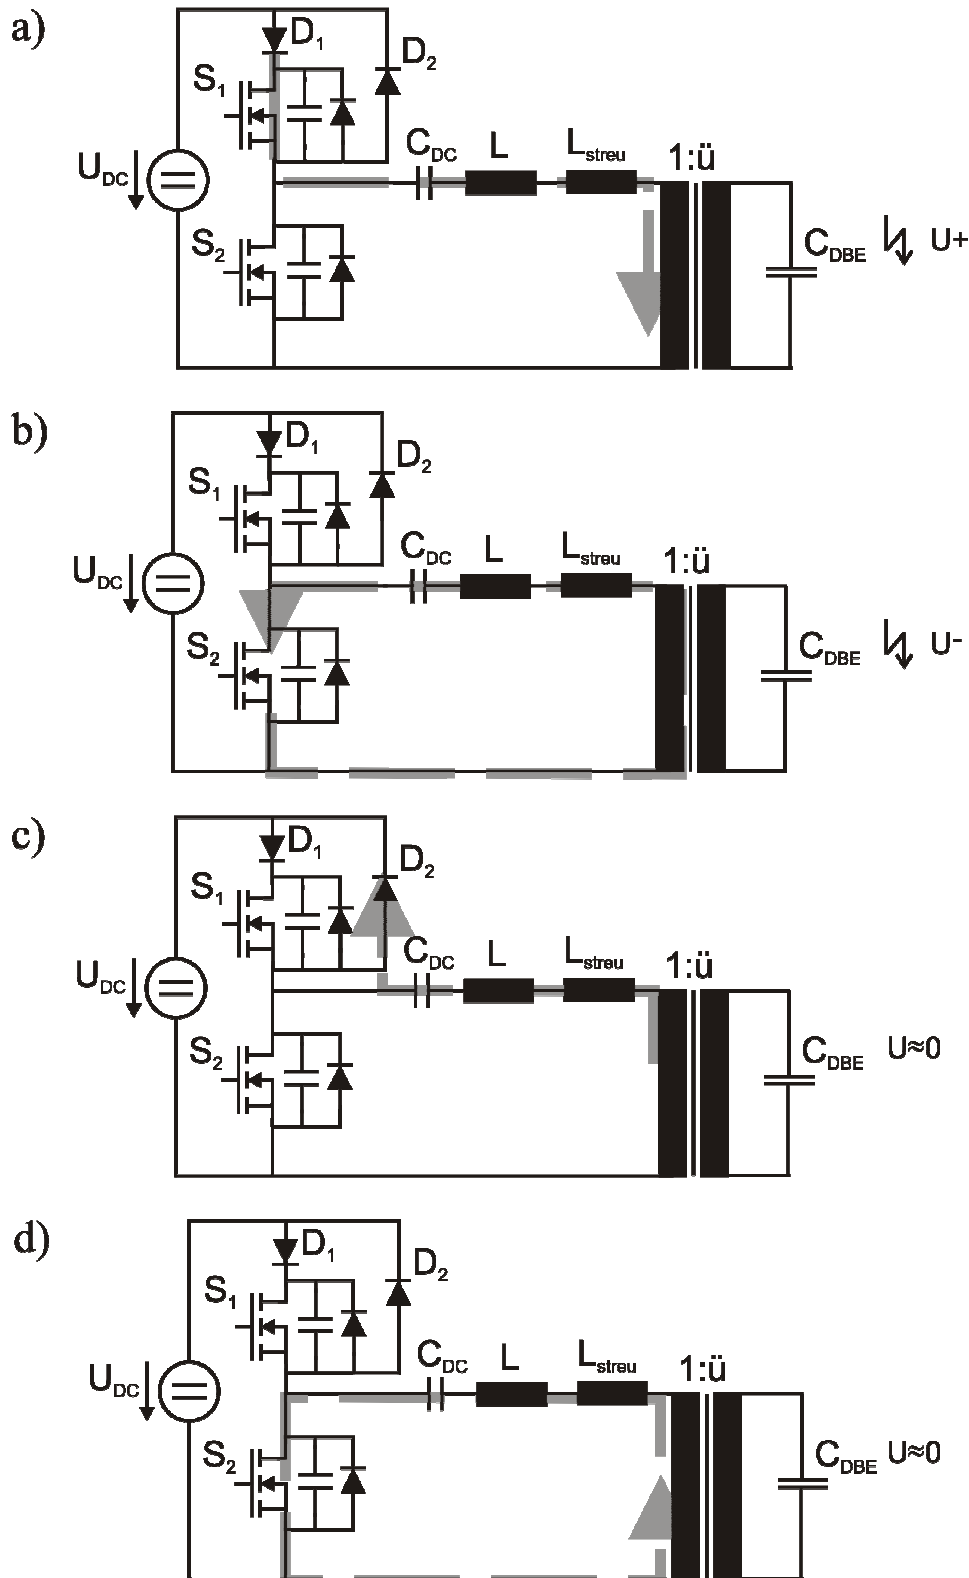 a)
D1
D2
S1
CDC
L
Lstreu
1:ü
UDC
S2
CDBE
U+
b)
D1
D2
S1
CDC
L
Lstreu
1:ü
UDC
S2
CDBE
U-
c)
D1
D2
S1
CDC
L
Lstreu
1:ü
UDC
S2
CDBE
U≈0
d)
D1
D2
S1
CDC
L
Lstreu
1:ü
UDC
S2
CDBE
U≈0